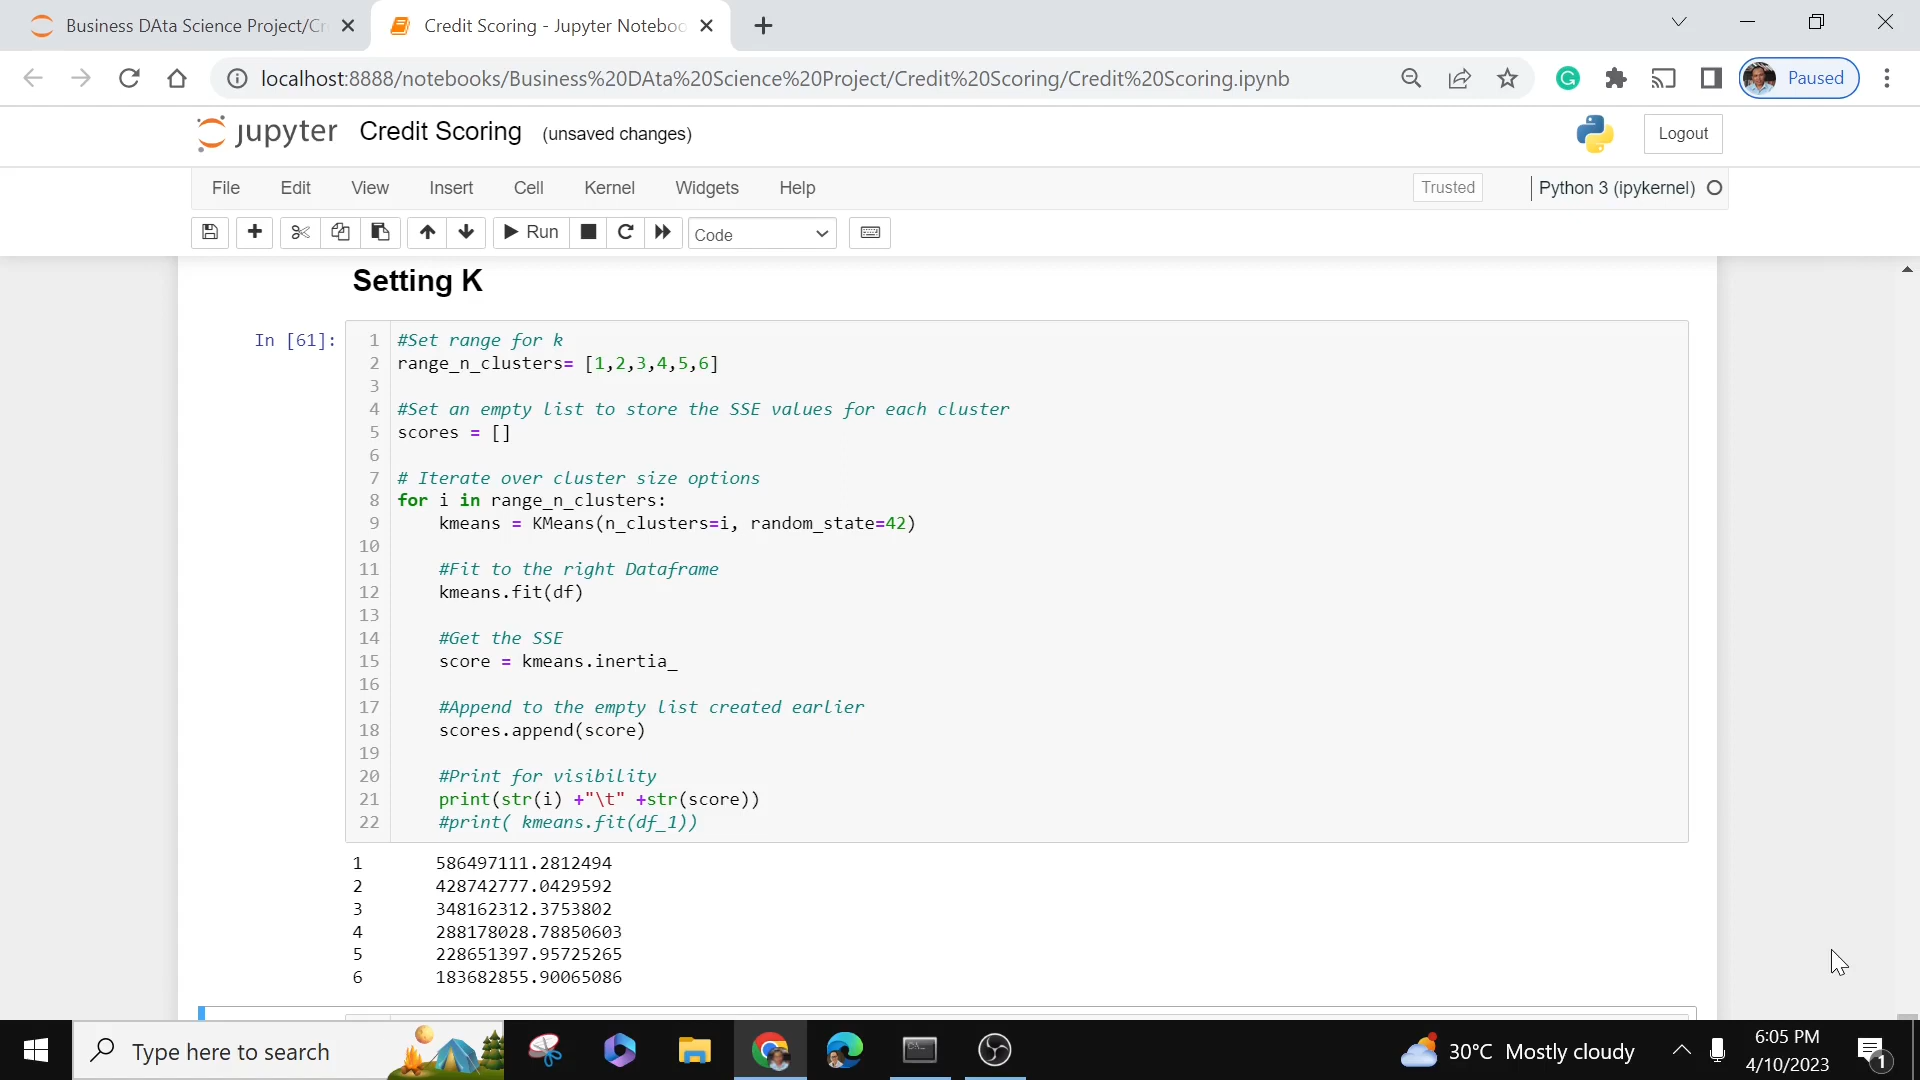 Business DAta Science Project/Cr
Credit Scoring - Jupyter Noteboo
localhost:8888/notebooks/Business%20DAta%20Science%20Project/Credit%20Scoring/Credit%20Scoring.ipynb
Paused
jupyter Credit Scoring (unsaved changes)
Logout
File Edit View Insert Cell Kernel Widgets Help
Trusted
Python 3 (ipykernel)
Run
Code
Setting K
In [61]:
1 #Set range for k
2 range_n_clusters= [1,2,3,4,5,6]
3
4 #Set an empty list to store the SSE values for each cluster
5 scores = []
6
7 # Iterate over cluster size options
8 for i in range_n_clusters:
9     kmeans = KMeans(n_clusters=i, random_state=42)
10
11     #Fit to the right Dataframe
12     kmeans.fit(df)
13
14     #Get the SSE
15     score = kmeans.inertia_
16
17     #Append to the empty list created earlier
18     scores.append(score)
19
20     #Print for visibility
21     print(str(i) +"\t" +str(score))
22     #print( kmeans.fit(df_1))
1 586497111.2812494
2 428742777.0429592
3 348162312.3753802
4 288178028.78850603
5 228651397.95725265
6 183682855.90065086
Type here to search
30°C Mostly cloudy
6:05 PM
4/10/2023
1